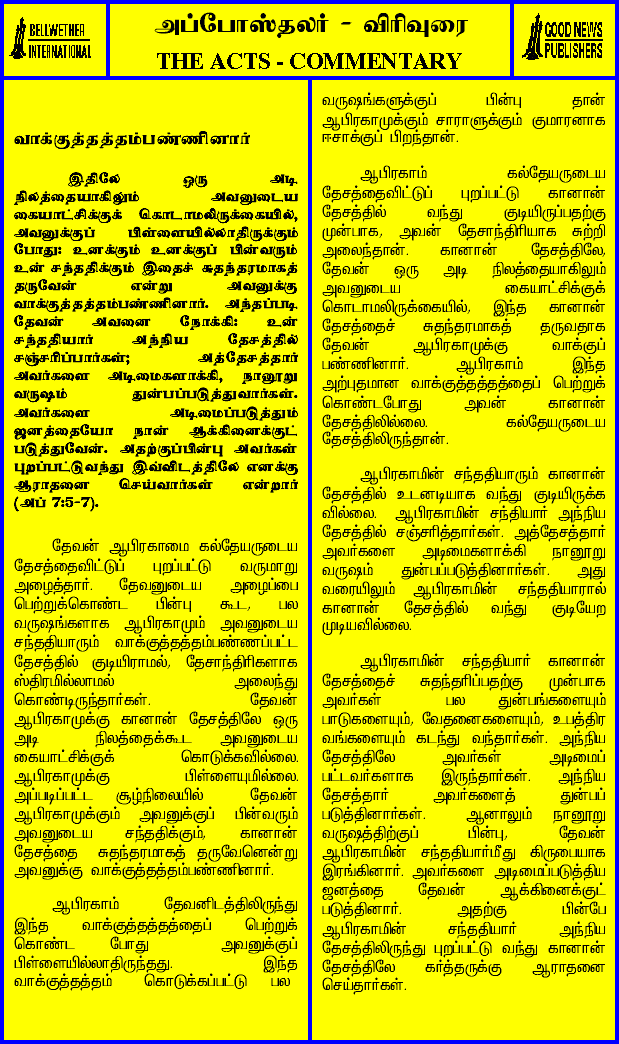 BELLWETHER
INTERNATIONAL
அப்போஸ்தலர் - விரிவுரை
THE ACTS - COMMENTARY
GOOD NEWS
PUBLISHERS
வாக்குத்தத்தம்பண்ணினார்
இதிலே ஒரு அடி
நிலத்தையாகிலும் அவனுடைய
கையாட்சிக்குக் கொடாமலிருக்கையில்,
அவனுக்குப் பிள்ளையில்லாதிருக்கும்
போது: உனக்கும் உனக்குப் பின்வரும்
உன் சந்ததிக்கும் இதைச் சுதந்தரமாகத்
தருவேன் என்று அவனுக்கு
வாக்குத்தத்தம்பண்ணினார். அந்தப்படி
தேவன் அவனை நோக்கி: உன்
சந்ததியார் அந்நிய தேசத்தில்
சஞ்சரிப்பார்கள்; அத்தேசத்தார்
அவர்களை அடிமைகளாக்கி, நானூறு
வருஷம் துன்பப்படுத்துவார்கள்.
அவர்களை அடிமைப்படுத்தும்
ஜனத்தையோ நான் ஆக்கினைக்குட்
படுத்துவேன். அதற்குப்பின்பு அவர்கள்
புறப்பட்டுவந்து இவ்விடத்திலே எனக்கு
ஆராதனை செய்வார்கள் என்றார்
(அப் 7:5-7).
தேவன் ஆபிரகாமை கல்தேயருடைய
தேசத்தைவிட்டுப் புறப்பட்டு வருமாறு
அழைத்தார். தேவனுடைய அழைப்பை
பெற்றுக்கொண்ட பின்பு கூட, பல
வருஷங்களாக ஆபிரகாமும் அவனுடைய
சந்ததியாரும் வாக்குத்தத்தம்பண்ணப்பட்ட
தேசத்தில் குடியிராமல், தேசாந்திரிகளாக
ஸ்திரமில்லாமல் அலைந்து
கொண்டிருந்தார்கள். தேவன்
ஆபிரகாமுக்கு கானான் தேசத்திலே ஒரு
அடி நிலத்தைக்கூட அவனுடைய
கையாட்சிக்குக் கொடுக்கவில்லை.
ஆபிரகாமுக்கு பிள்ளையுமில்லை.
அப்படிப்பட்ட சூழ்நிலையில் தேவன்
ஆபிரகாமுக்கும் அவனுக்குப் பின்வரும்
அவனுடைய சந்ததிக்கும், கானான்
தேசத்தை சுதந்தரமாகத் தருவேனென்று
அவனுக்கு வாக்குத்தத்தம்பண்ணினார்.
ஆபிரகாம் தேவனிடத்திலிருந்து
இந்த வாக்குத்தத்தத்தைப் பெற்றுக்
கொண்ட போது அவனுக்குப்
பிள்ளையில்லாதிருந்தது. இந்த
வாக்குத்தத்தம் கொடுக்கப்பட்டு பல
வருஷங்களுக்குப் பின்பு தான்
ஆபிரகாமுக்கும் சாராளுக்கும் குமாரனாக
ஈசாக்குப் பிறந்தான்.
ஆபிரகாம் கல்தேயருடைய
தேசத்தைவிட்டுப் புறப்பட்டு கானான்
தேசத்தில் வந்து குடியிருப்பதற்கு
முன்பாக, அவன் தேசாந்திரியாக சுற்றி
அலைந்தான். கானான் தேசத்திலே,
தேவன் ஒரு அடி நிலத்தையாகிலும்
அவனுடைய கையாட்சிக்குக்
கொடாமலிருக்கையில், இந்த கானான்
தேசத்தைச் சுதந்தரமாகத் தருவதாக
தேவன் ஆபிரகாமுக்கு வாக்குப்
பண்ணினார். ஆபிரகாம் இந்த
அற்புதமான வாக்குத்தத்தத்தைப் பெற்றுக்
கொண்டபோது அவன் கானான்
தேசத்திலில்லை. கல்தேயருடைய
தேசத்திலிருந்தான்.
ஆபிரகாமின் சந்ததியாரும் கானான்
தேசத்தில் உடனடியாக வந்து குடியிருக்க
வில்லை. ஆபிரகாமின் சந்தியார் அந்நிய
தேசத்தில் சஞ்சரித்தார்கள். அத்தேசத்தார்
அவர்களை அடிமைகளாக்கி நானூறு
வருஷம் துன்பப்படுத்தினார்கள். அது
வரையிலும் ஆபிரகாமின் சந்ததியாரால்
கானான் தேசத்தில் வந்து குடியேற
முடியவில்லை.
ஆபிரகாமின் சந்ததியார் கானான்
தேசத்தைச் சுதந்தரிப்பதற்கு முன்பாக
அவர்கள் பல துன்பங்களையும்
பாடுகளையும், வேதனைகளையும், உபத்திர
வங்களையும் கடந்து வந்தார்கள். அந்நிய
தேசத்திலே அவர்கள் அடிமைப்
பட்டவர்களாக இருந்தார்கள். அந்நிய
தேசத்தார் அவர்களைத் துன்பப்
படுத்தினார்கள். ஆனாலும் நானூறு
வருஷத்திற்குப் பின்பு, தேவன்
ஆபிரகாமின் சந்ததியார்மீது கிருபையாக
இரங்கினார். அவர்களை அடிமைப்படுத்திய
ஜனத்தை தேவன் ஆக்கினைக்குட்
படுத்தினார். அதற்கு பின்பே
ஆபிரகாமின் சந்ததியார் அந்நிய
தேசத்திலிருந்து புறப்பட்டு வந்து கானான்
தேசத்திலே கர்த்தருக்கு ஆராதனை
செய்தார்கள்.